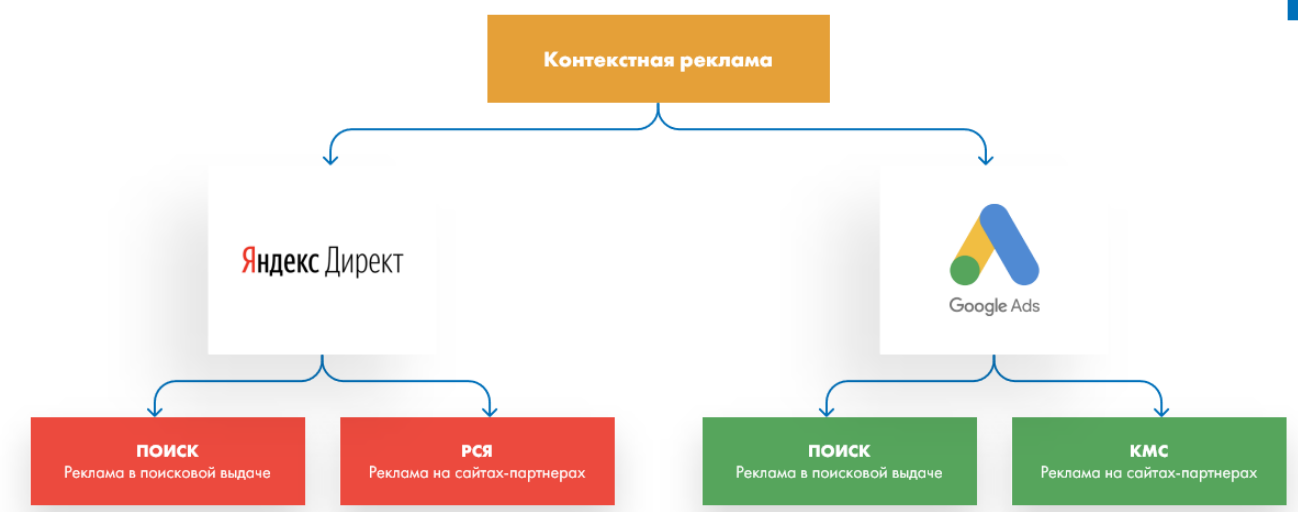 Контекстная реклама
Яндекс Директ
Google Ads
ПОИСК
Реклама в поисковой выдаче
РСЯ
Реклама на сайтах-партнерах
ПОИСК
Реклама в поисковой выдаче
КМС
Реклама на сайтах-партнерах